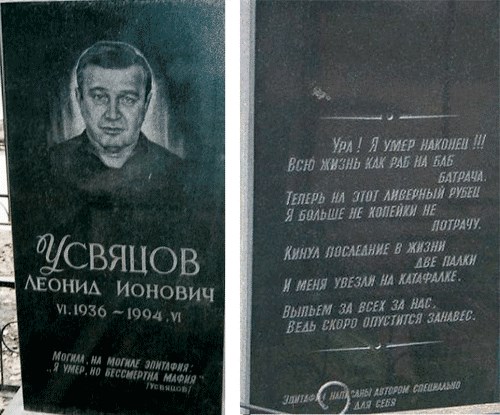 Усвяцов
Леонид Ионович
VI.1936 ~ 1994.VI
Могила, на могиле эпитафия:
"Я умер, но бессмертна мафия"
(Усвяцов)
Ура! Я умер наконец!!!
Всю жизнь как раб на баб
батрача.
Теперь на этот ливерный рубец
Я больше не копейки не
потрачу.
Кинул последние в жизни
две палки
И меня увезли на катафалке.
Выпьем за всех за нас,
Ведь скоро опустится занавес.
Эпитафии написаны автором специально
для себя